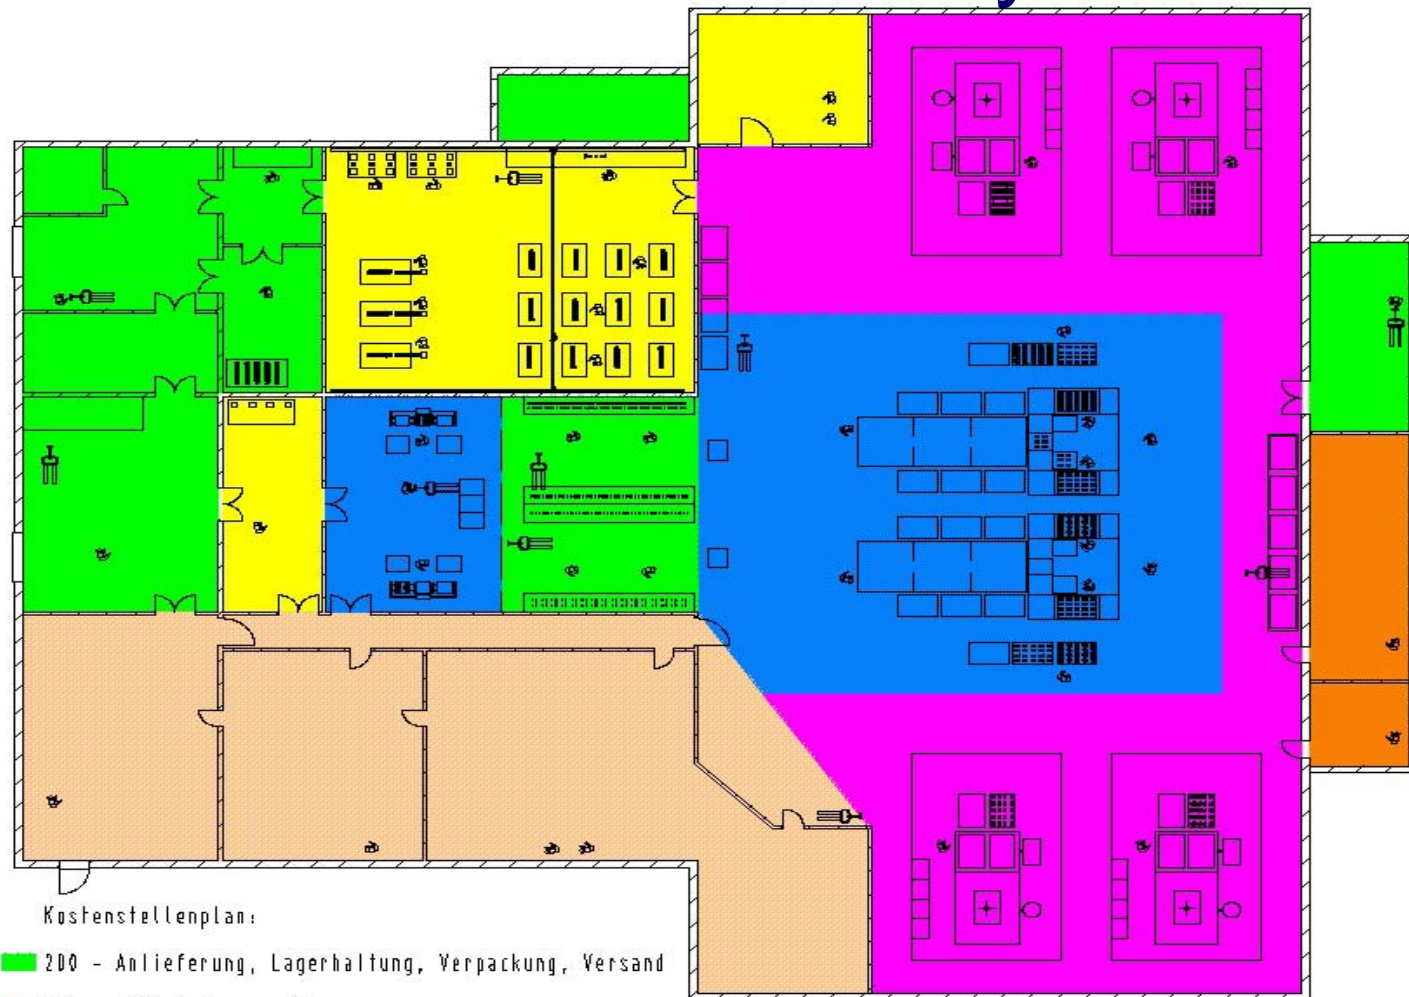 Kostenstellenplan:
200 - Anlieferung, Lagerhaltung, Verpackung, Versand